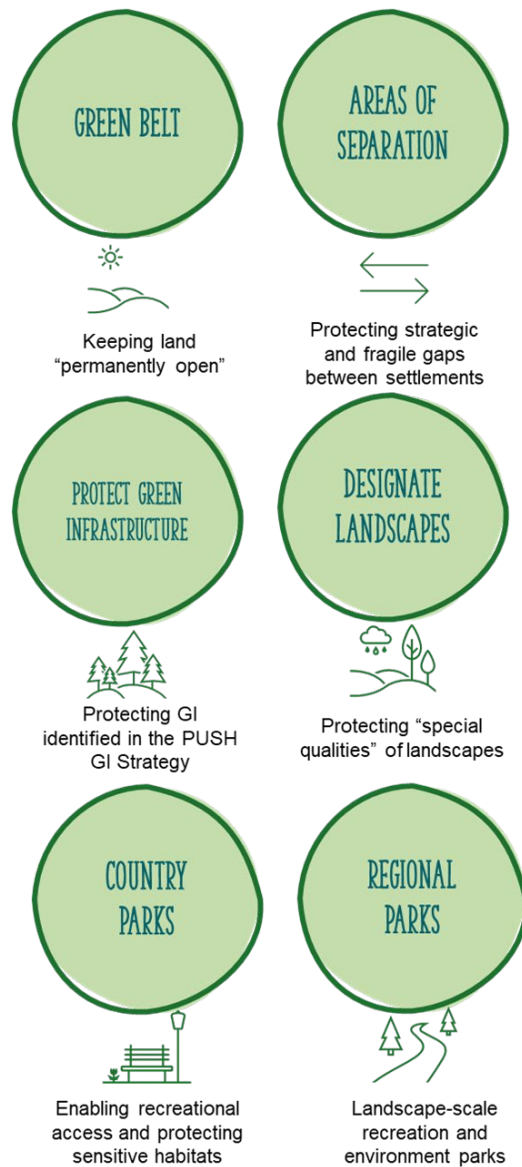 GREEN BELT
Keeping land
"permanently open"
AREAS OF
SEPARATION
Protecting strategic
and fragile gaps
between settlements
PROTECT GREEN
INFRASTRUCTURE
Protecting GI
identified in the PUSH
GI Strategy
DESIGNATE
LANDSCAPES
Protecting “special
qualities” of landscapes
COUNTRY
PARKS
Enabling recreational
access and protecting
sensitive habitats
REGIONAL
PARKS
Landscape-scale
recreation and
environment parks